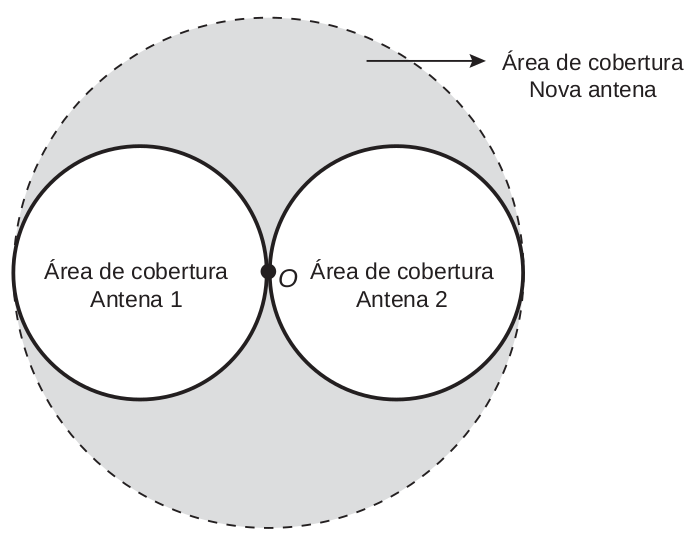 Área de cobertura
Nova antena
Área de cobertura
Antena 1
O
Área de cobertura
Antena 2